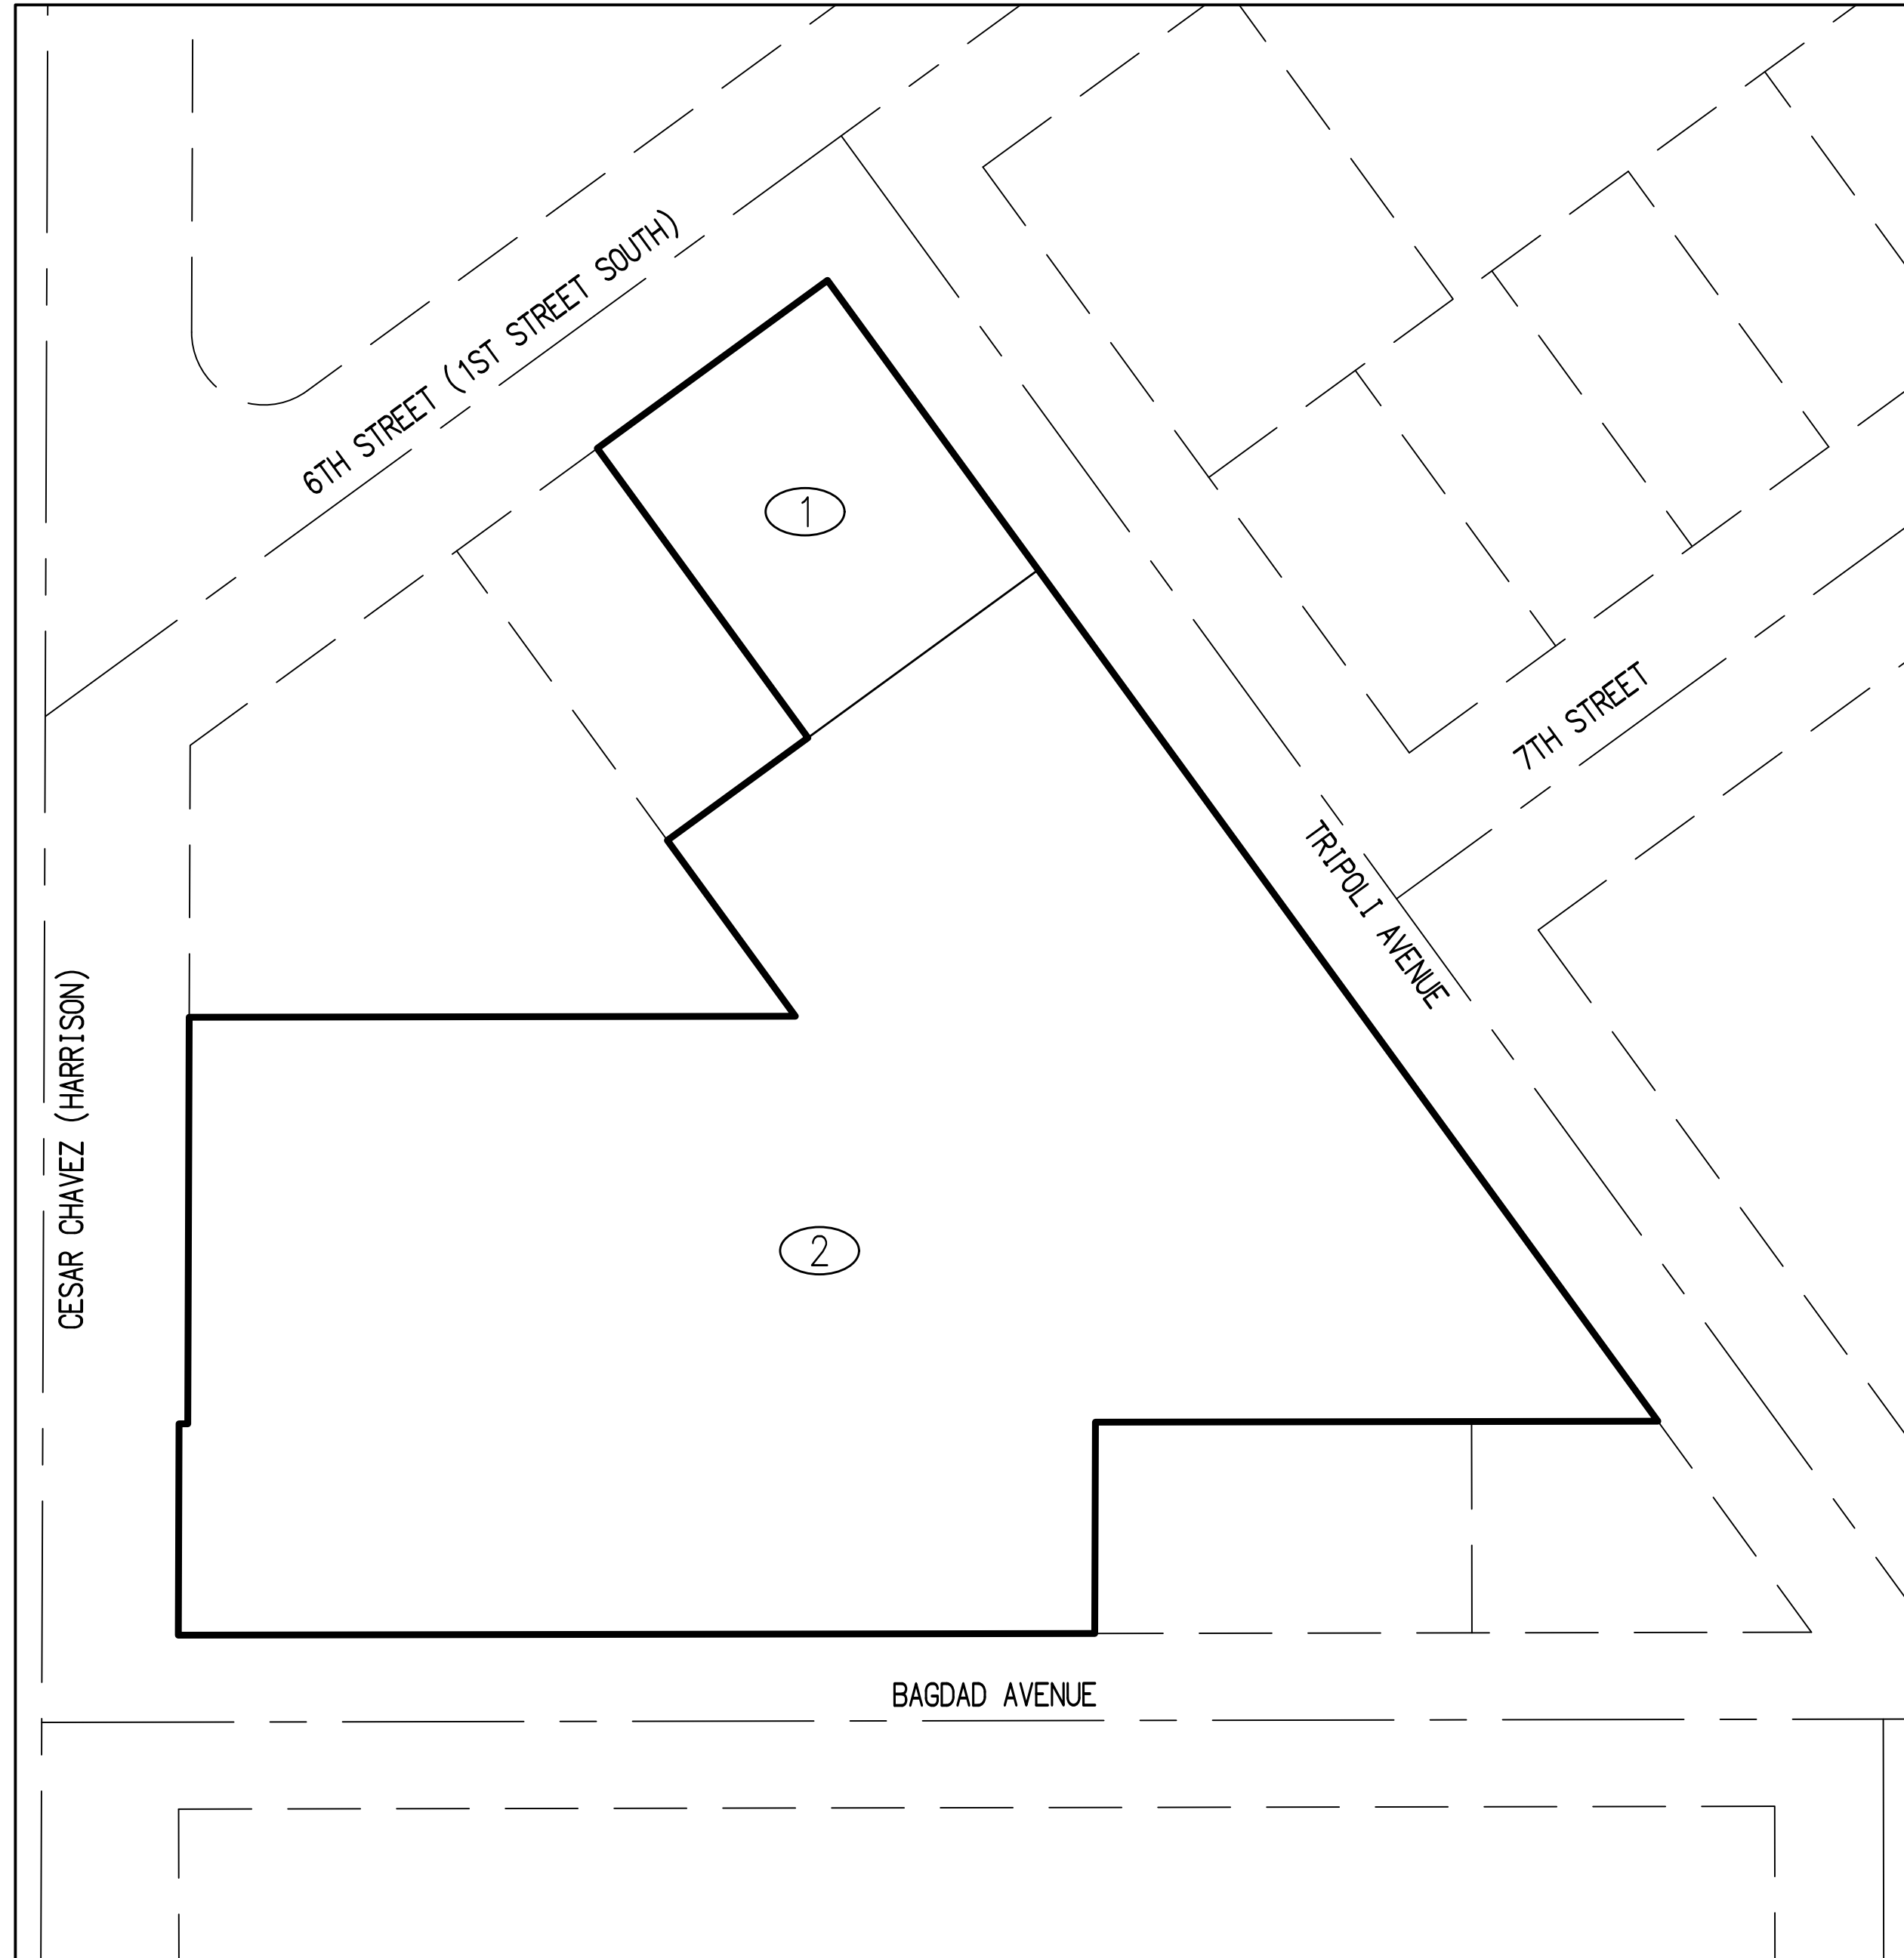 6TH STREET (1ST STREET SOUTH)
1
7TH STREET
TRIPOLI AVENUE
CESAR CHAVEZ (HARRISON)
2
BAGDAD AVENUE